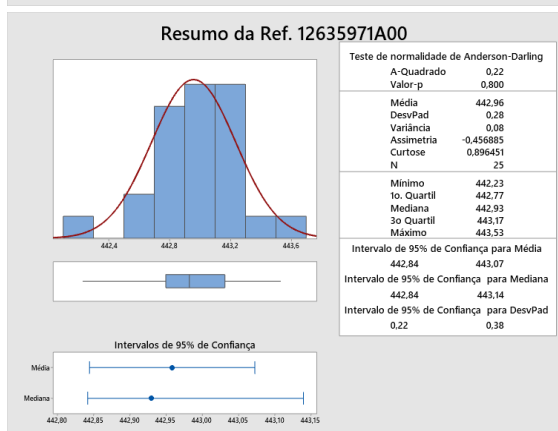 Resumo da Ref. 12635971A00
Teste de normalidade de Anderson-Darling
A-Quadrado 0,22
Valor-p 0,800
Média 442,96
DesvPad 0,28
Variância 0,08
Assimetria -0,456885
Curtose 0,896451
N 25
Mínimo 442,23
1o. Quartil 442,77
Mediana 442,93
3o Quartil 443,17
Máximo 443,53
Intervalo de 95% de Confiança para Média
442,84 443,07
Intervalo de 95% de Confiança para Mediana
442,84 443,14
Intervalo de 95% de Confiança para DesvPad
0,22 0,38
442,4 442,8 443,2 443,6
Intervalos de 95% de Confiança
Média
Mediana
442,80 442,85 442,90 442,95 443,00 443,05 443,10 443,15